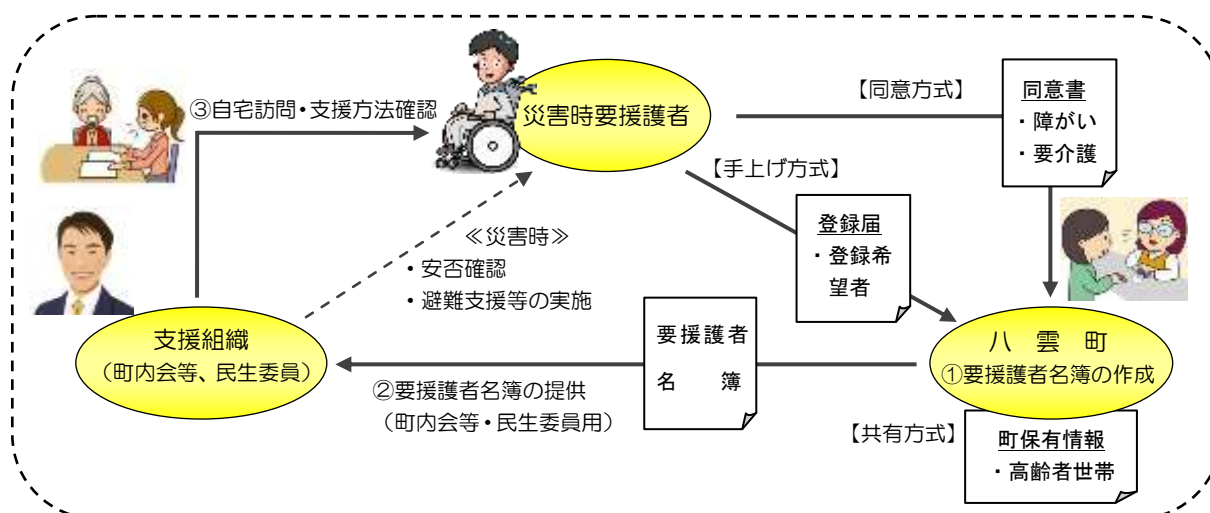 ③自宅訪問・支援方法確認
災害時要援護者
【同意方式】
同意書
・障がい
・要介護
【手上げ方式】
登録届
・登録希
望者
≪災害時≫
・安否確認
・避難支援等の実施
支援組織
（町内会等、民生委員）
②要援護者名簿の提供
（町内会等・民生委員用）
要援護者
名　　簿
八　雲　町
①要援護者名簿の作成
【共有方式】
町保有情報
・高齢者世帯